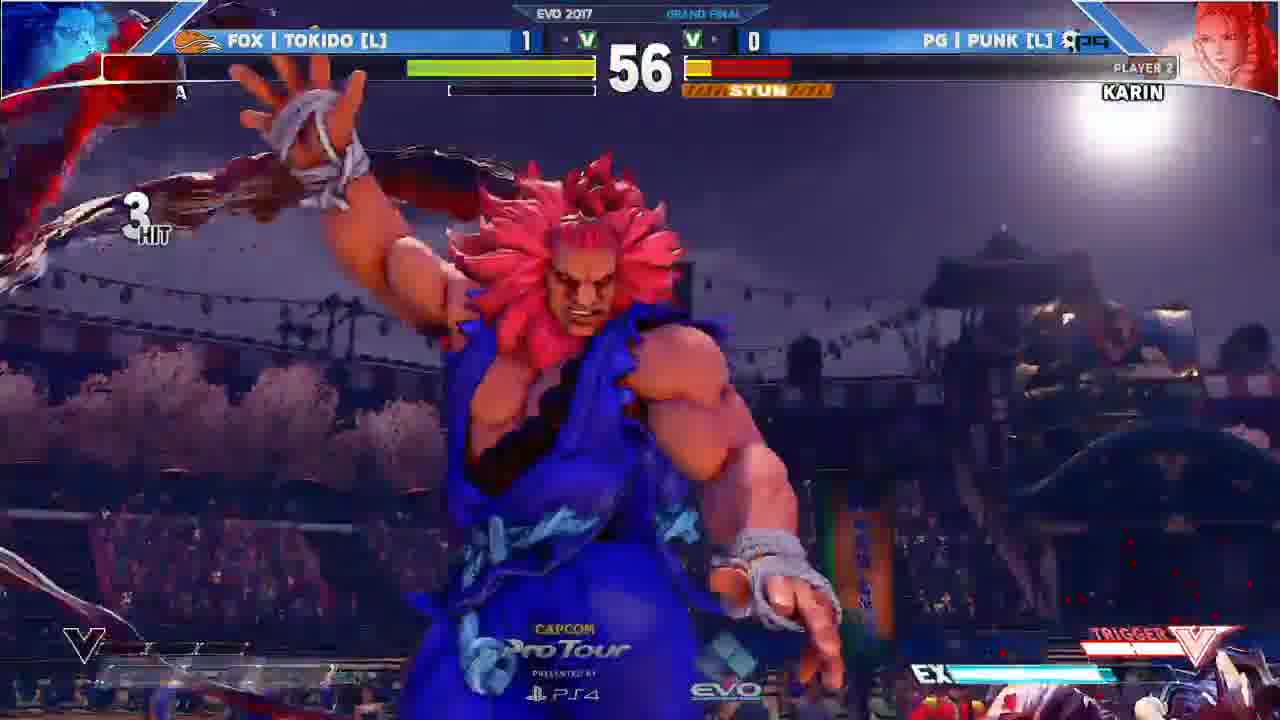 EVO 2017 GRAND FINAL
FOX | TOKIDO [L] 1 V 56 V 0 PG | PUNK [L] PG
PLAYER 2
A STUN KARIN
3 HIT
CAPCOM
Pro Tour
PRESENTED BY
PS4
EVO
TRIGGER V
V
EX